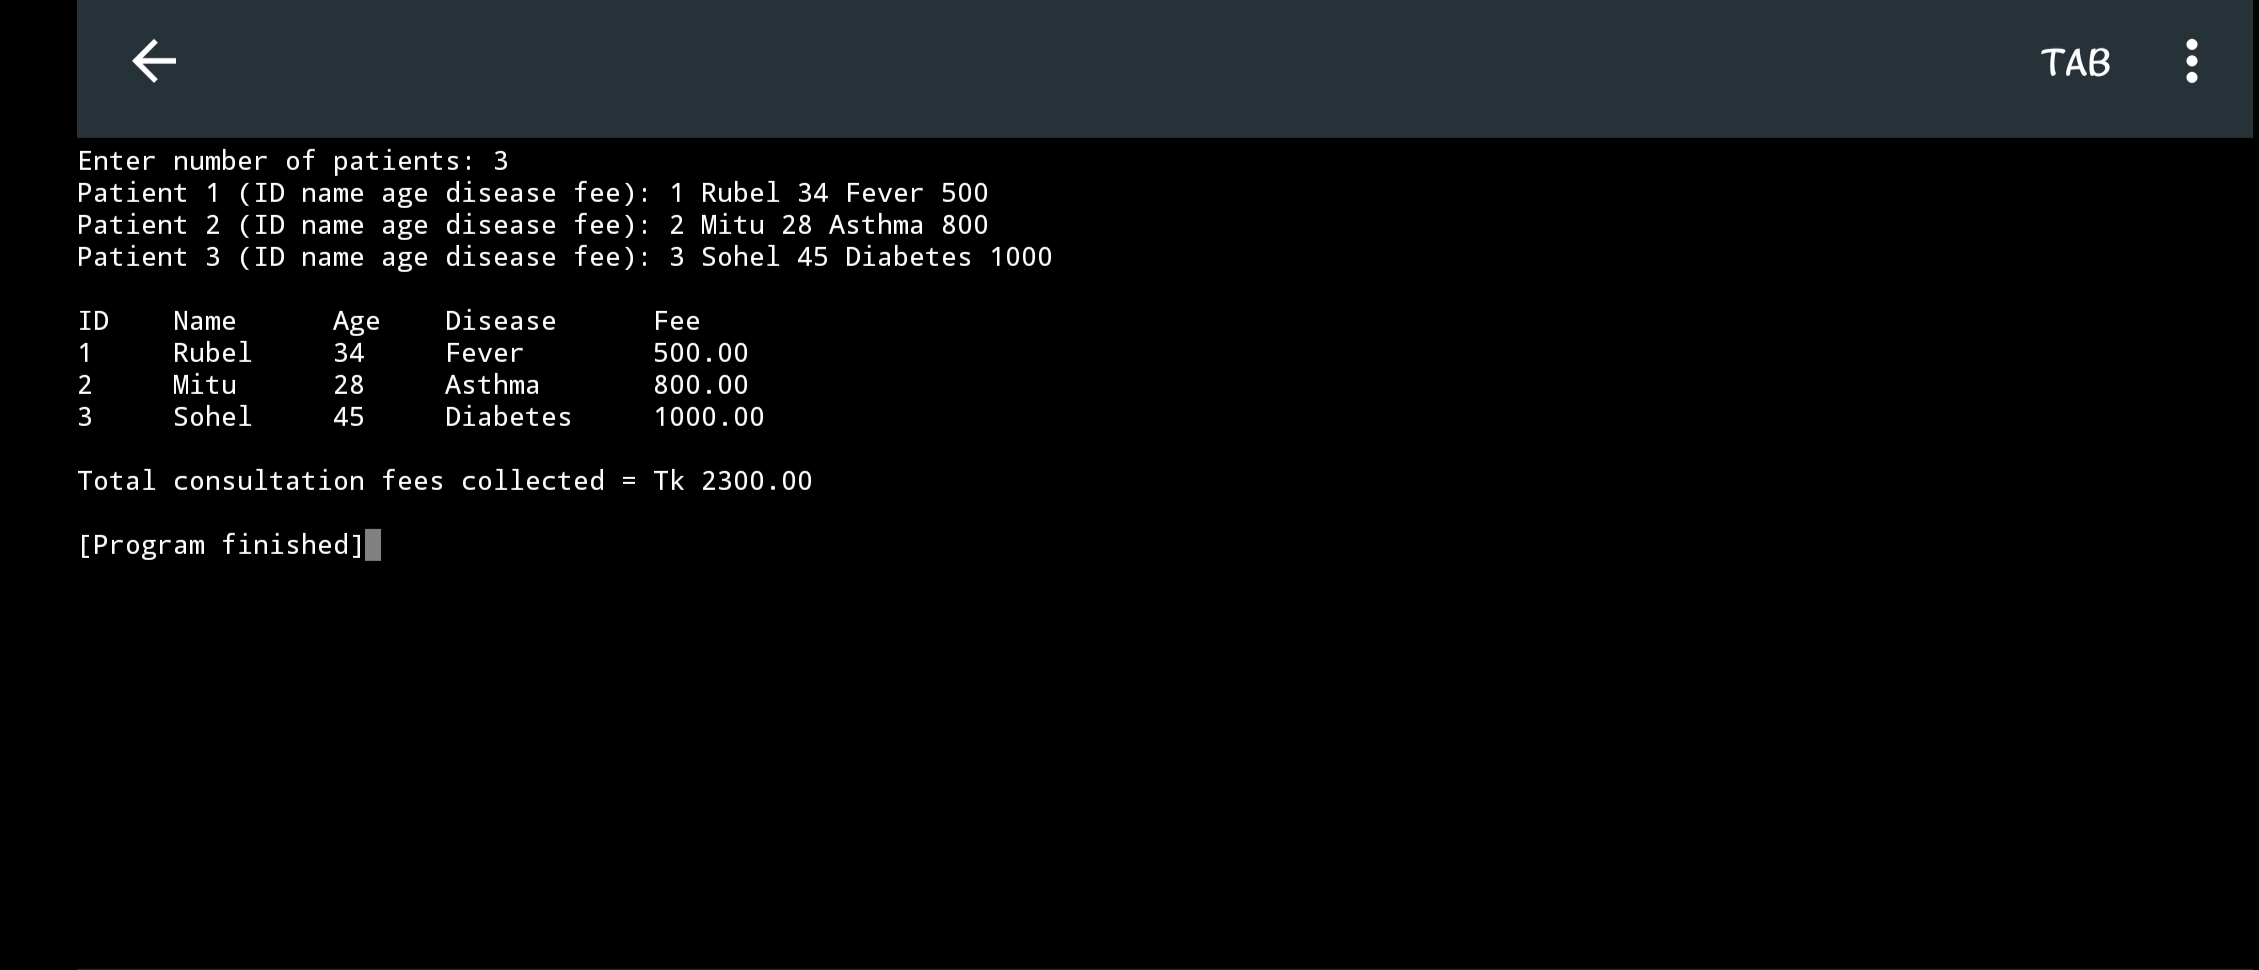 TAB
Enter number of patients: 3
Patient 1 (ID name age disease fee): 1 Rubel 34 Fever 500
Patient 2 (ID name age disease fee): 2 Mitu 28 Asthma 800
Patient 3 (ID name age disease fee): 3 Sohel 45 Diabetes 1000

ID    Name      Age    Disease      Fee
1     Rubel     34     Fever        500.00
2     Mitu      28     Asthma       800.00
3     Sohel     45     Diabetes     1000.00

Total consultation fees collected = Tk 2300.00

[Program finished]